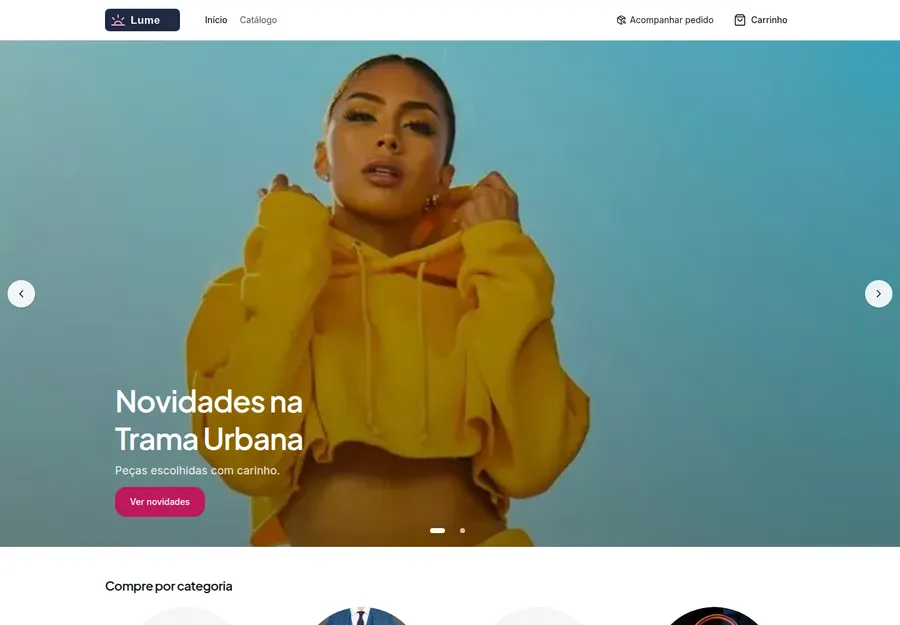 Lume
Início
Catálogo
Acompanhar pedido
Carrinho
Novidades na
Trama Urbana
Peças escolhidas com carinho.
Ver novidades
Compre por categoria